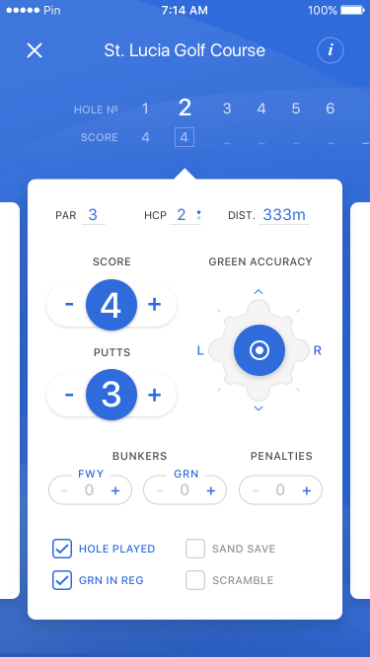 Pin 7:14 AM 100%
St. Lucia Golf Course
HOLE № 1 2 3 4 5 6
SCORE 4 4 _ _ _ _ _
PAR 3 HCP 2 DIST. 333m
SCORE GREEN ACCURACY
- 4 +
L R
PUTTS
- 3 +
BUNKERS PENALTIES
FWY GRN
- 0 + - 0 + - 0 +
HOLE PLAYED SAND SAVE
GRN IN REG SCRAMBLE